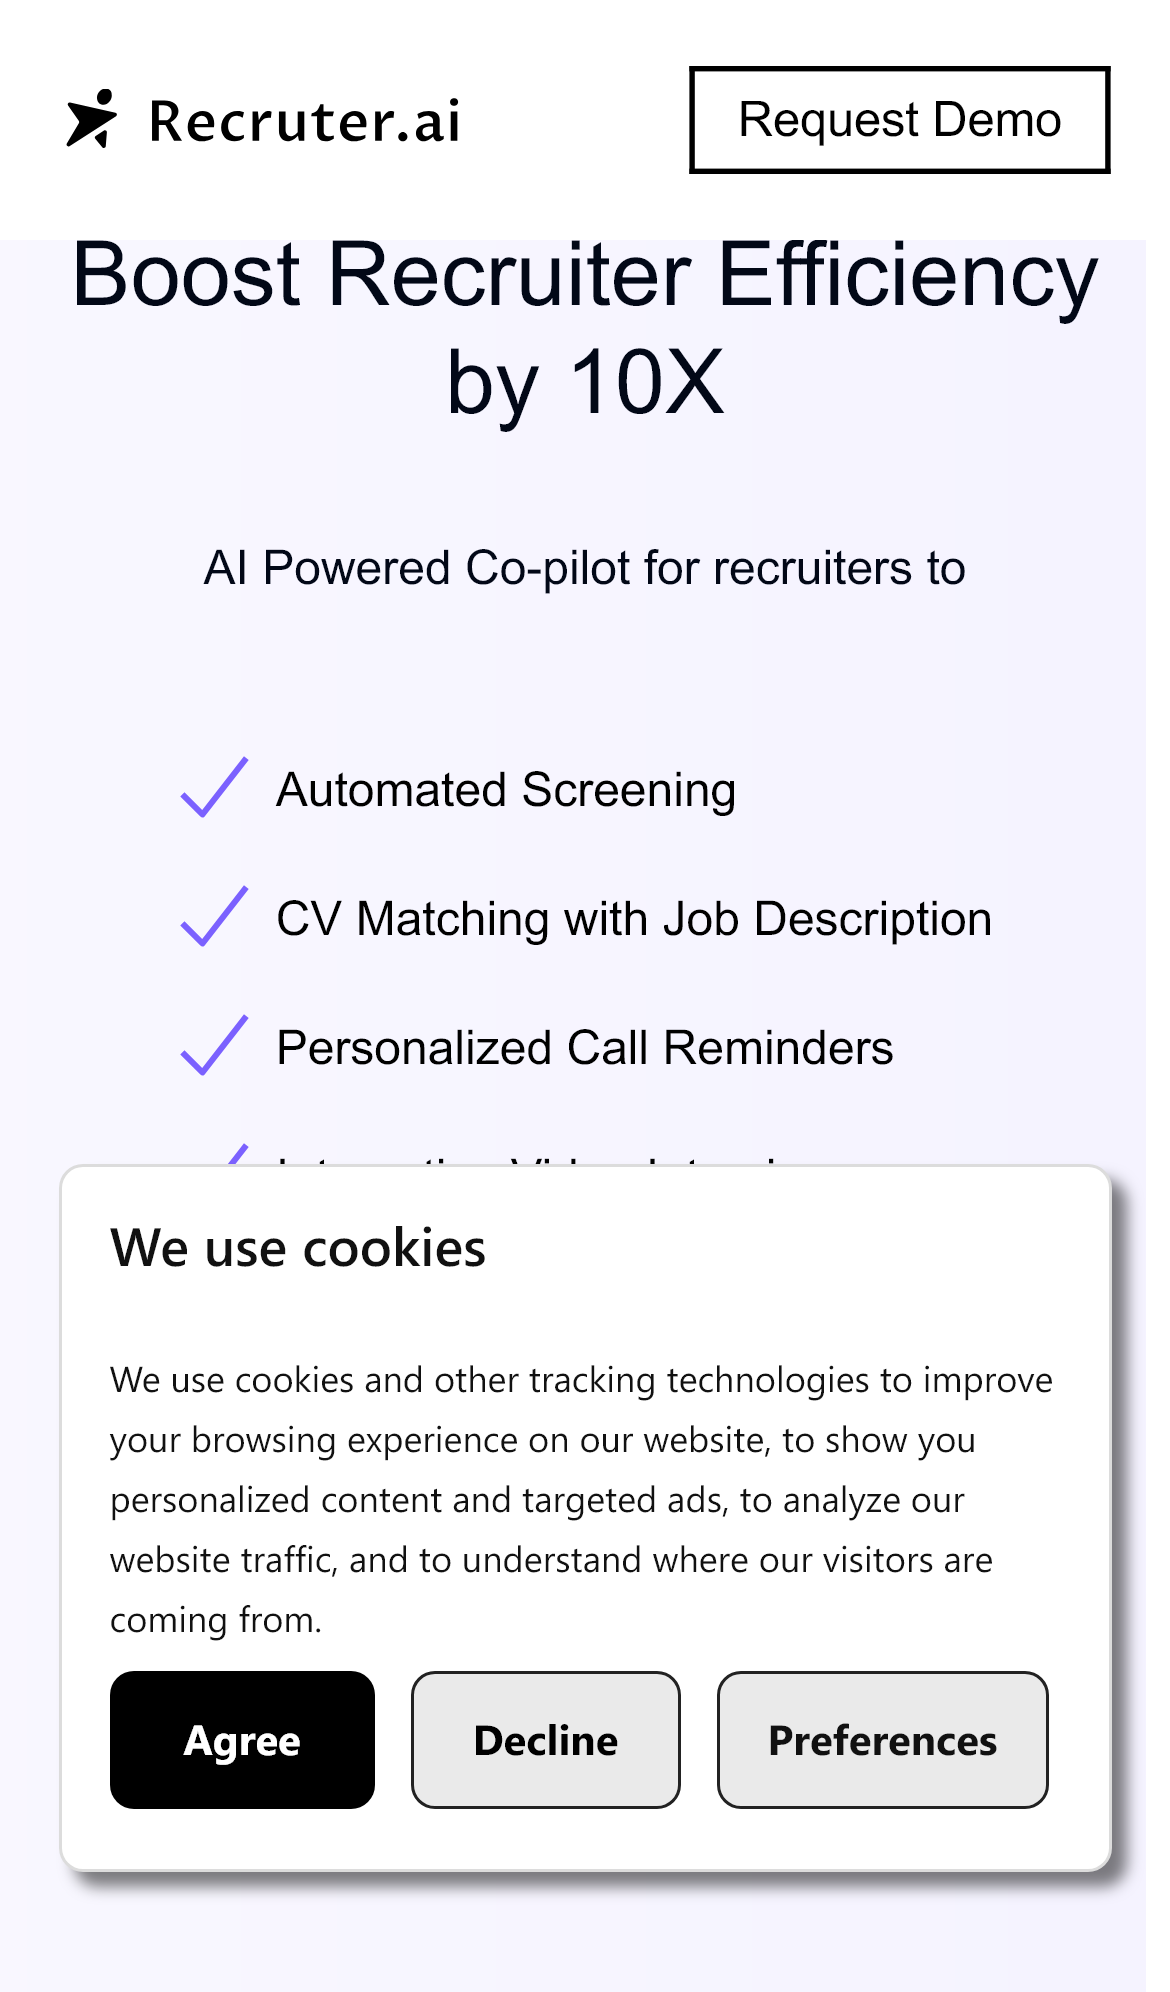 Recruter.ai
Request Demo
Boost Recruiter Efficiency
by 10X
AI Powered Co-pilot for recruiters to
Automated Screening
CV Matching with Job Description
Personalized Call Reminders
We use cookies
We use cookies and other tracking technologies to improve
your browsing experience on our website, to show you
personalized content and targeted ads, to analyze our
website traffic, and to understand where our visitors are
coming from.
Agree
Decline
Preferences